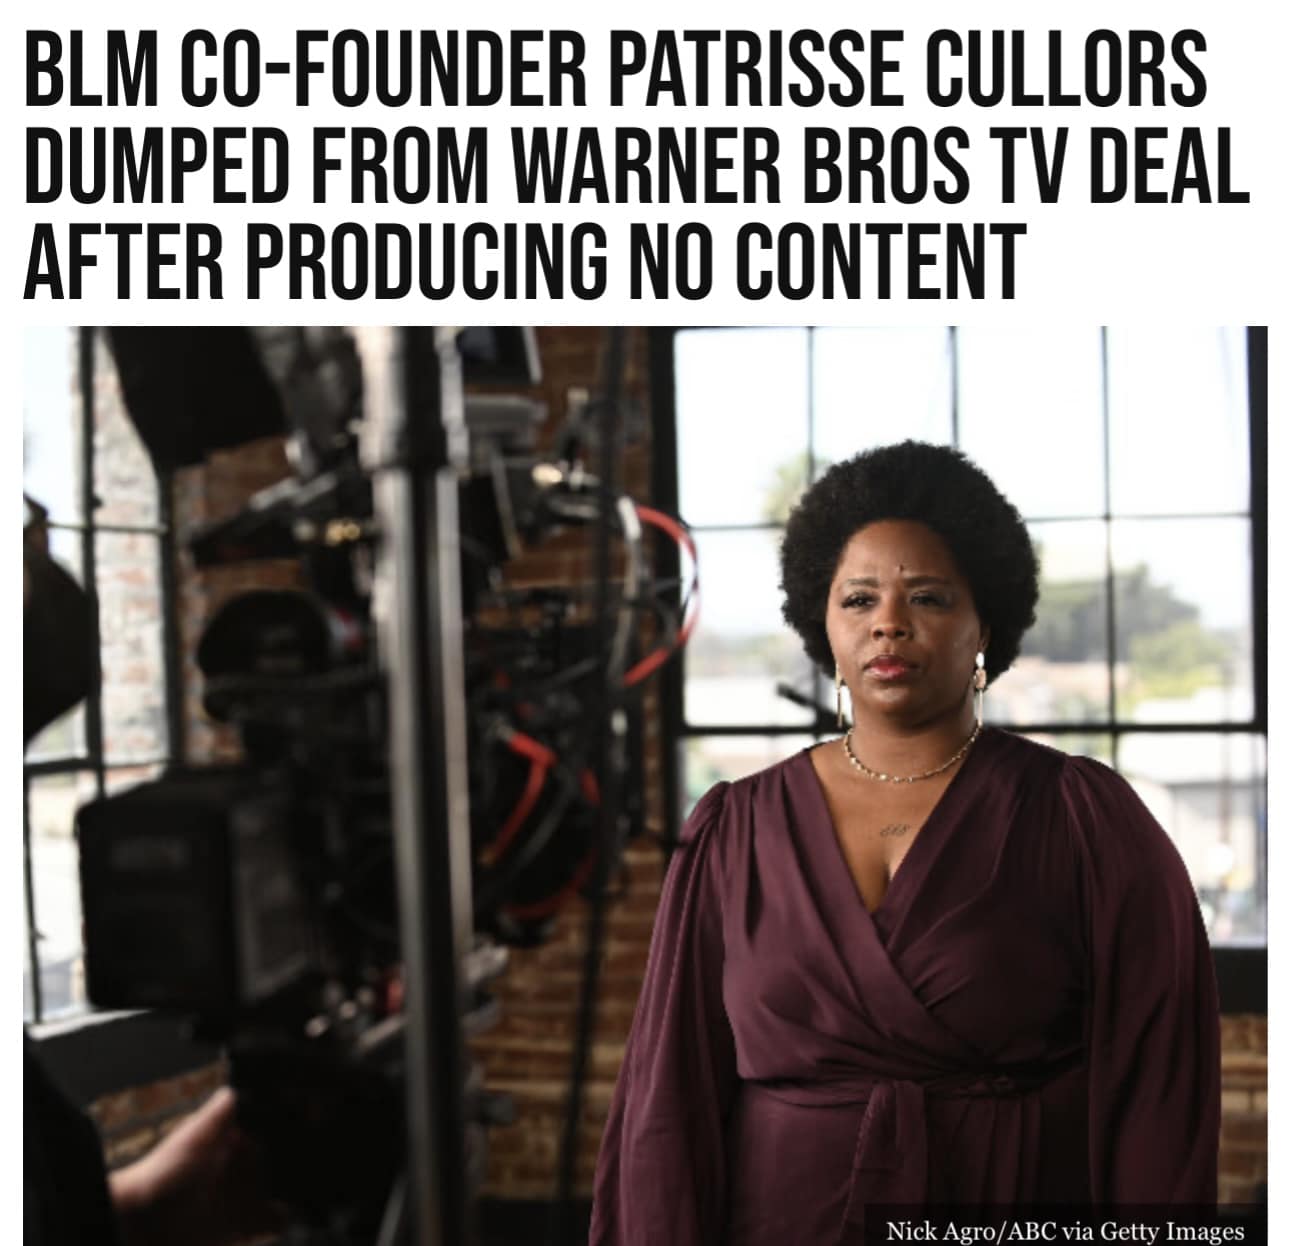 BLM CO-FOUNDER PATRISSE CULLORS
DUMPED FROM WARNER BROS TV DEAL
AFTER PRODUCING NO CONTENT
Nick Agro/ABC via Getty Images